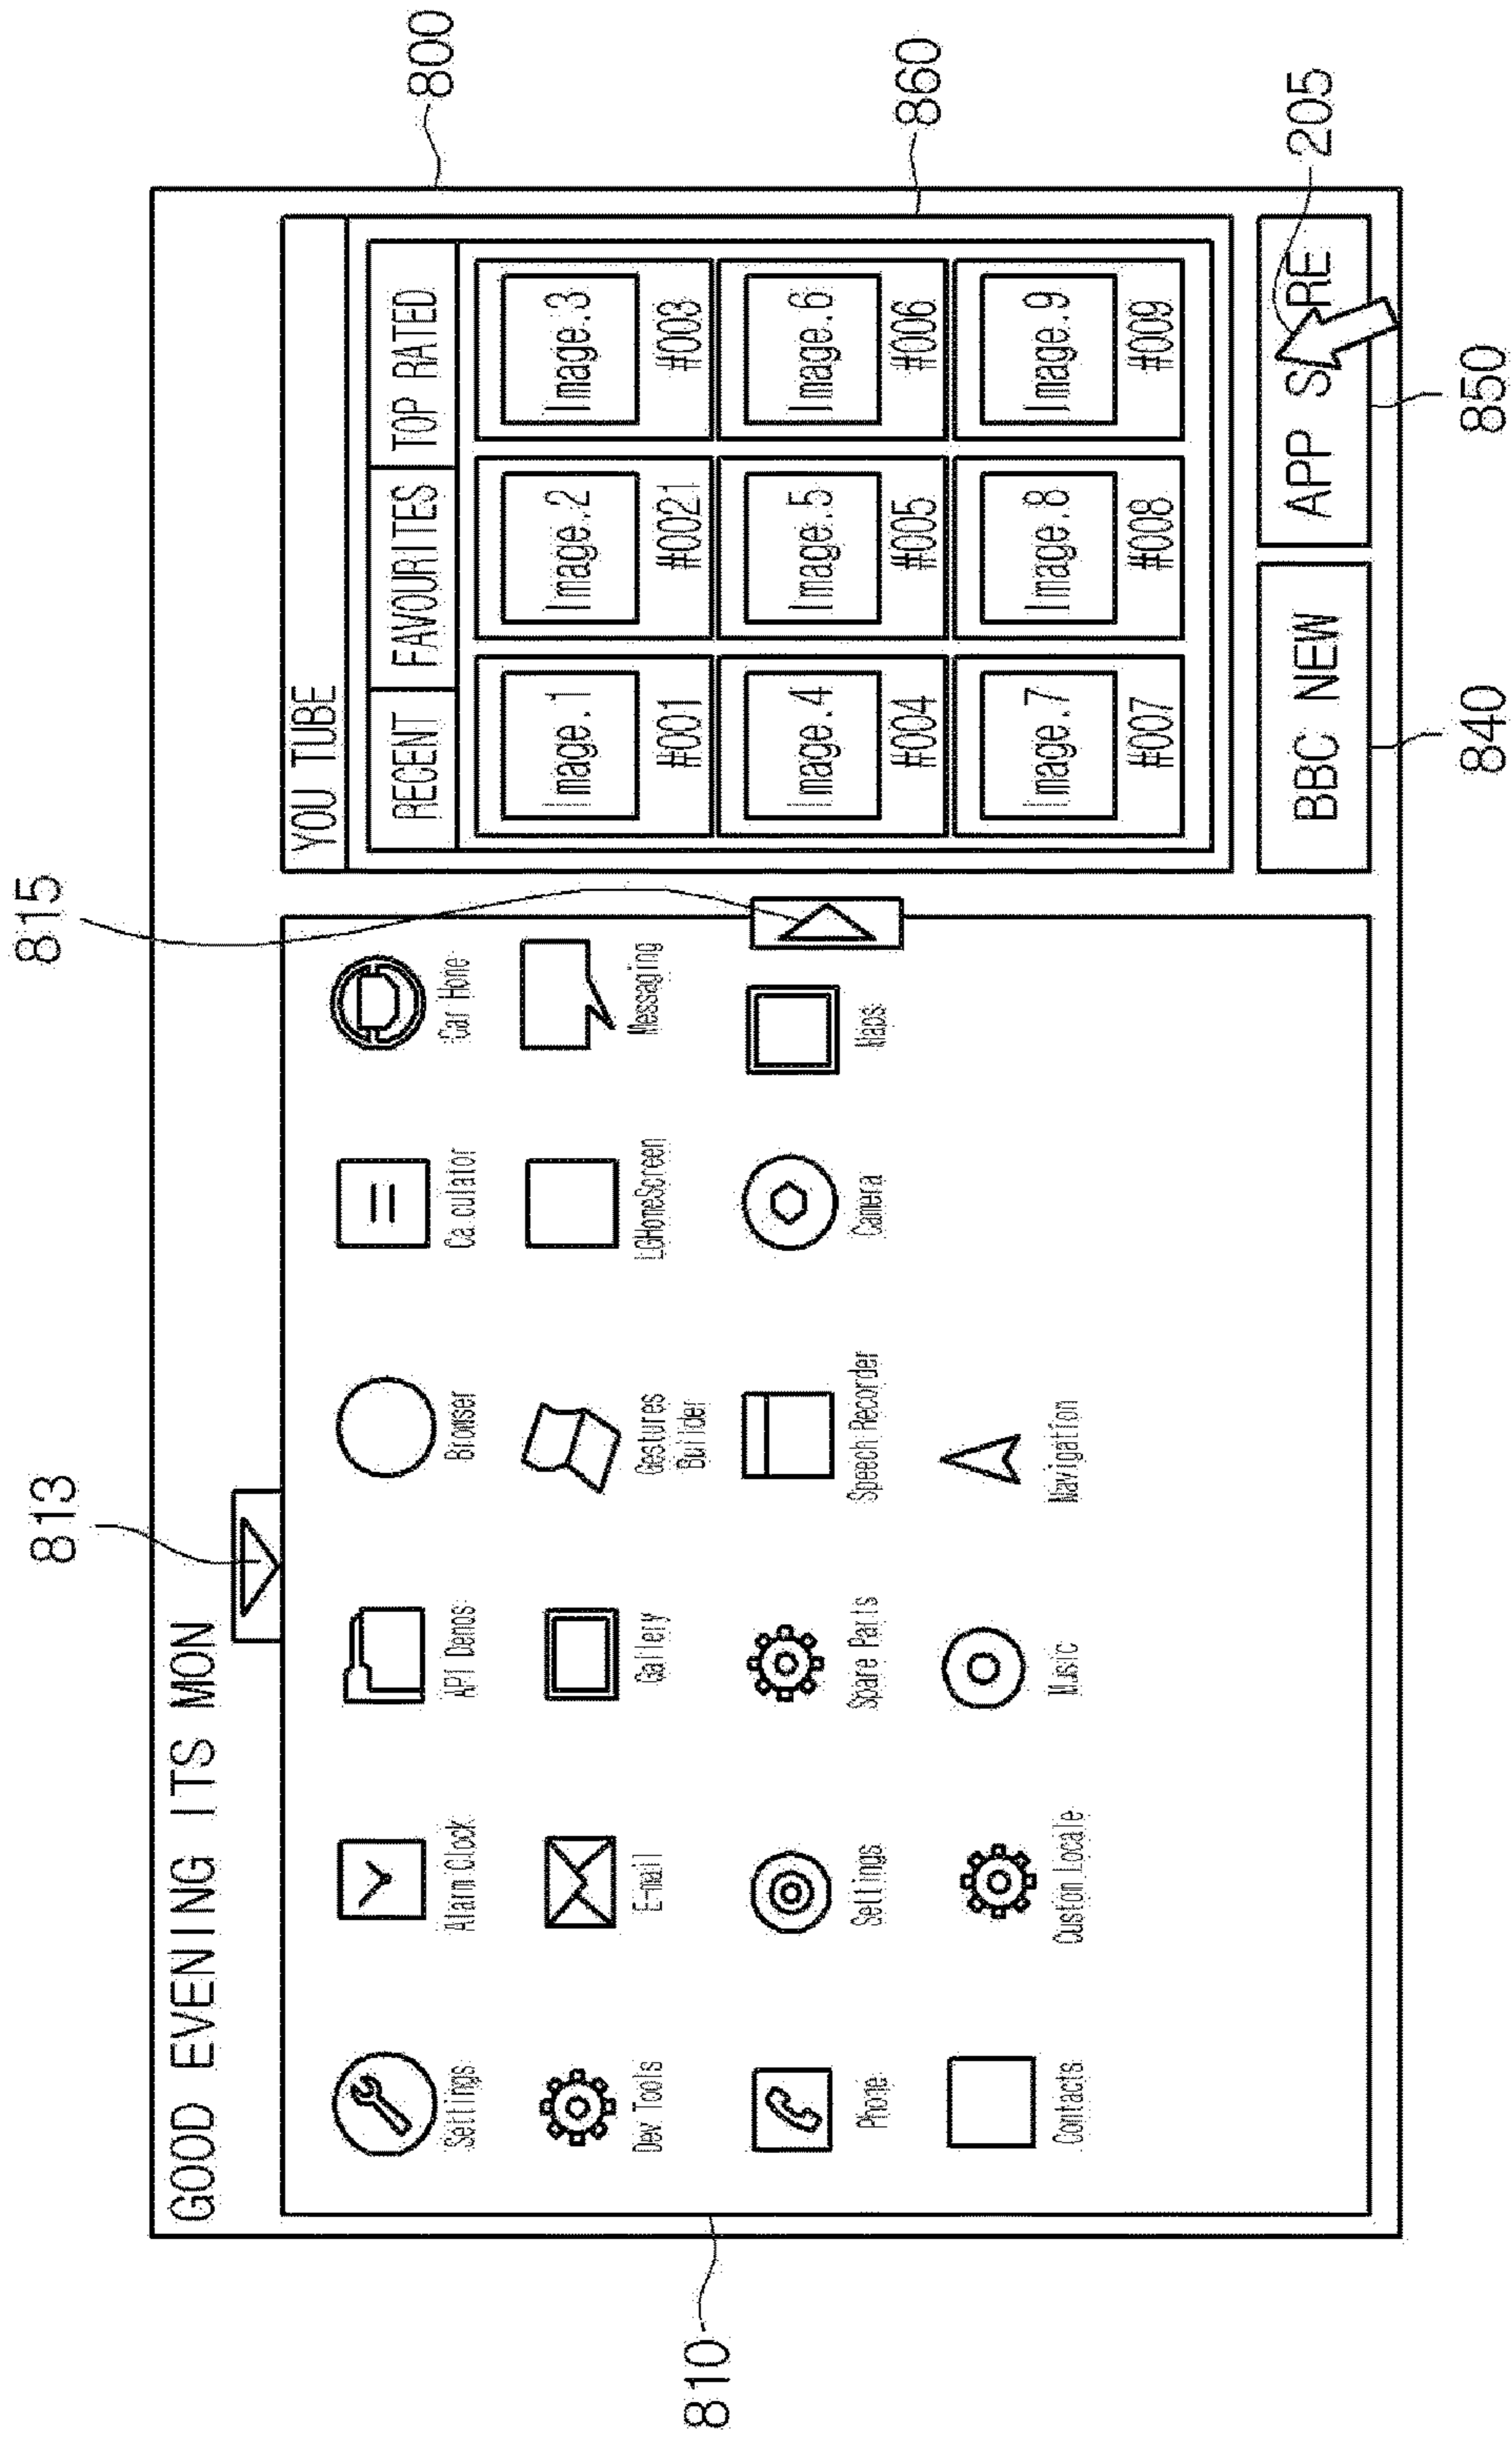 815
813
800
GOOD EVENING ITS MON
YOU TUBE
RECENT FAVOURITES TOP RATED
Settings Alarm Clock API Demos Browser Ca.culator Car Home
Image.1 Image.2 Image.3
#001 #0021 #003
Dev Tools E-mail Gallery Gestures Builder LGHomeScreen Messaging
Image.4 Image.5 Image.6
#004 #005 #006
860
810
Phone Settings Spare Parts Speech Recorder Camera Maps
Image.7 Image.8 Image.9
#007 #008 #009
Contacts Custom Locale Music Navigation
BBC NEW APP S RE
205
840 850